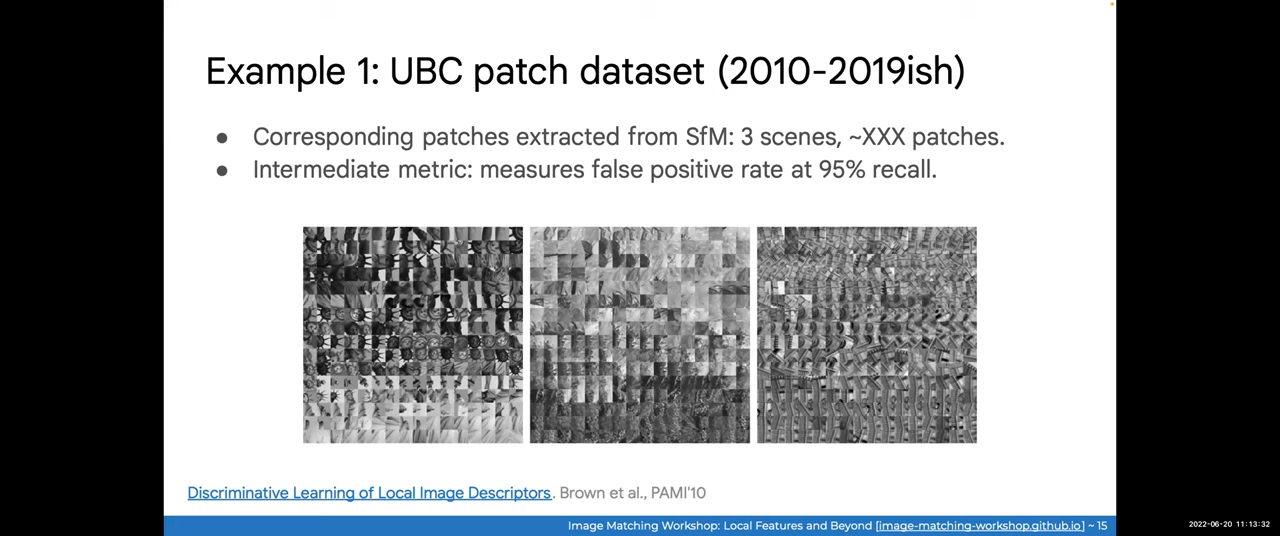 Example 1: UBC patch dataset (2010-2019ish)
● Corresponding patches extracted from SfM: 3 scenes, ~XXX patches.
● Intermediate metric: measures false positive rate at 95% recall.
Discriminative Learning of Local Image Descriptors. Brown et al., PAMI'10
Image Matching Workshop: Local Features and Beyond [image-matching-workshop.github.io] ~ 15
2022-06-20 11:13:32